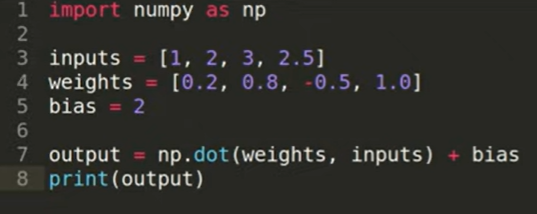 1 import numpy as np
2
3 inputs = [1, 2, 3, 2.5]
4 weights = [0.2, 0.8, -0.5, 1.0]
5 bias = 2
6
7 output = np.dot(weights, inputs) + bias
8 print(output)